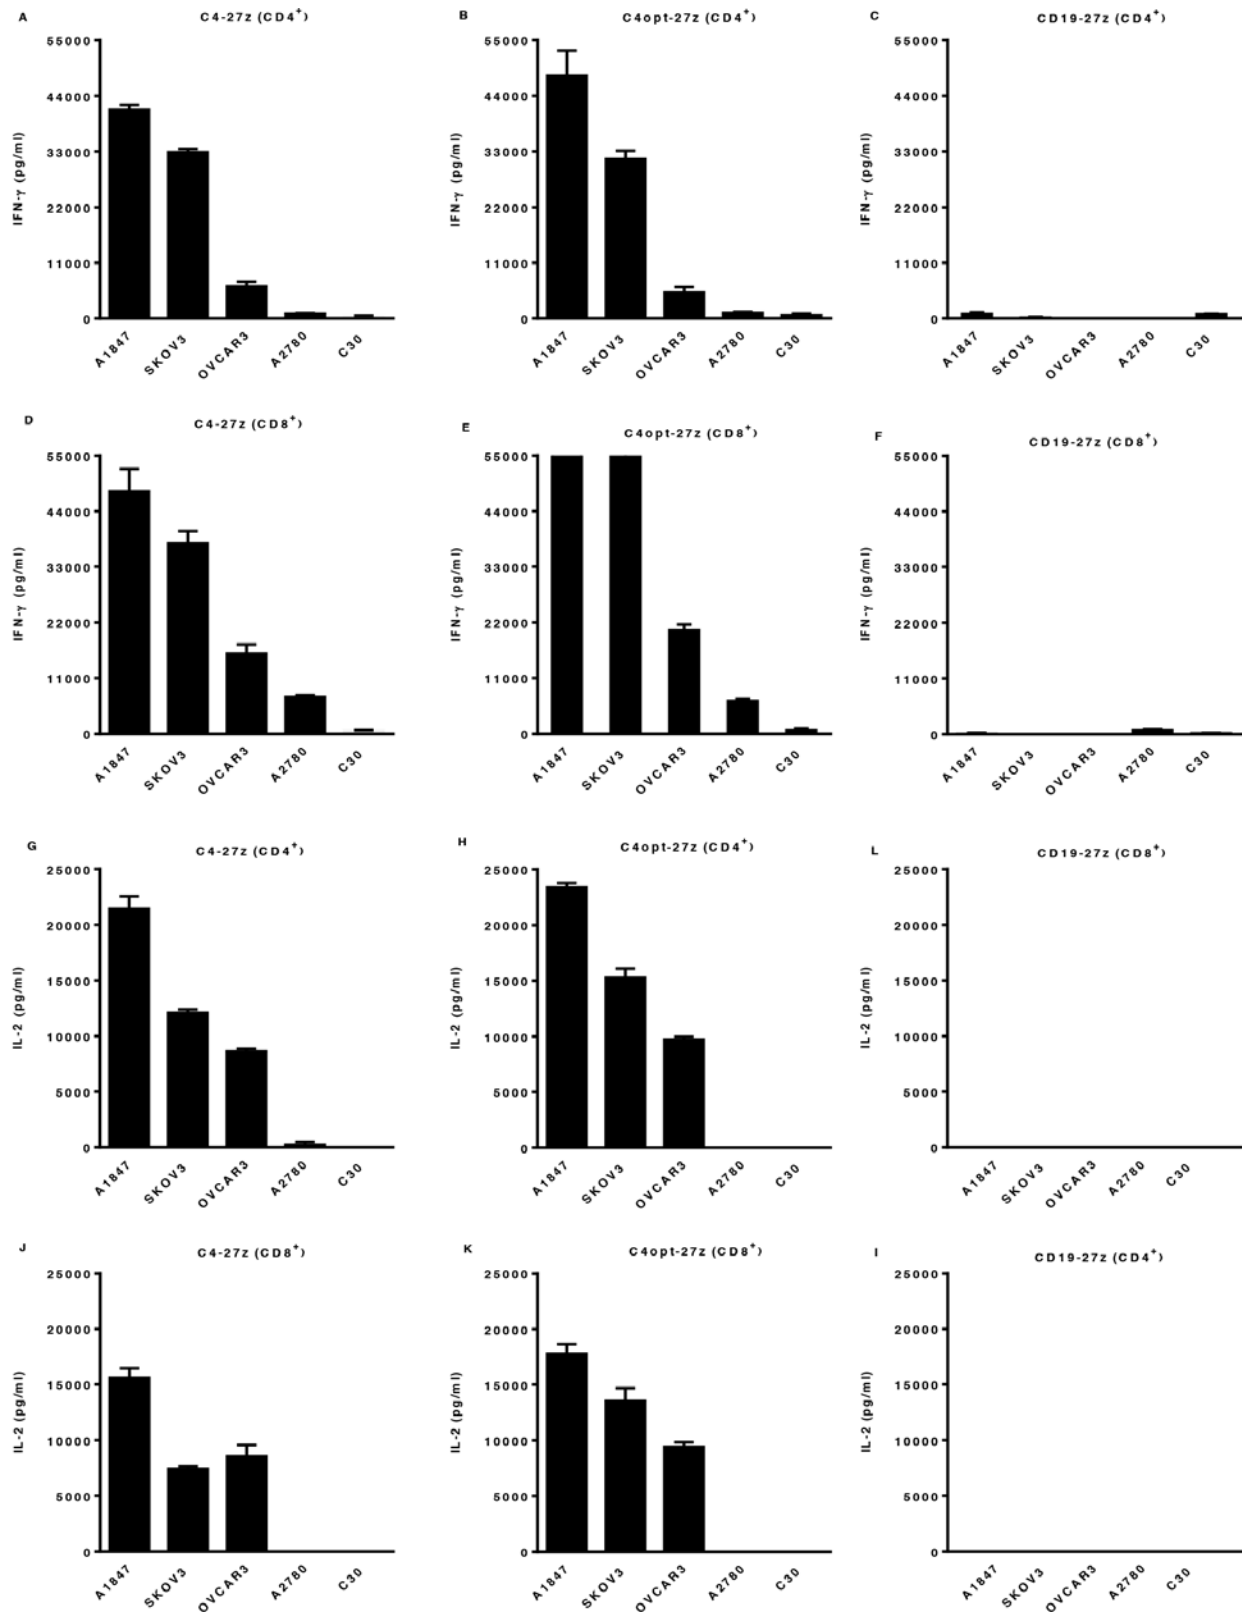 A C4-27z (CD4+)
IFN-γ (pg/ml)
55000
44000
33000
22000
11000
0
A1847 SKOV3 OVCAR3 A2780 C30
B C4opt-27z (CD4+)
IFN-γ (pg/ml)
55000
44000
33000
22000
11000
0
A1847 SKOV3 OVCAR3 A2780 C30
C CD19-27z (CD4+)
IFN-γ (pg/ml)
55000
44000
33000
22000
11000
0
A1847 SKOV3 OVCAR3 A2780 C30
D C4-27z (CD8+)
IFN-γ (pg/ml)
55000
44000
33000
22000
11000
0
A1847 SKOV3 OVCAR3 A2780 C30
E C4opt-27z (CD8+)
IFN-γ (pg/ml)
55000
44000
33000
22000
11000
0
A1847 SKOV3 OVCAR3 A2780 C30
F CD19-27z (CD8+)
IFN-γ (pg/ml)
55000
44000
33000
22000
11000
0
A1847 SKOV3 OVCAR3 A2780 C30
G C4-27z (CD4+)
IL-2 (pg/ml)
25000
20000
15000
10000
5000
0
A1847 SKOV3 OVCAR3 A2780 C30
H C4opt-27z (CD4+)
IL-2 (pg/ml)
25000
20000
15000
10000
5000
0
A1847 SKOV3 OVCAR3 A2780 C30
L CD19-27z (CD8+)
IL-2 (pg/ml)
25000
20000
15000
10000
5000
0
A1847 SKOV3 OVCAR3 A2780 C30
J C4-27z (CD8+)
IL-2 (pg/ml)
25000
20000
15000
10000
5000
0
A1847 SKOV3 OVCAR3 A2780 C30
K C4opt-27z (CD8+)
IL-2 (pg/ml)
25000
20000
15000
10000
5000
0
A1847 SKOV3 OVCAR3 A2780 C30
I CD19-27z (CD4+)
IL-2 (pg/ml)
25000
20000
15000
10000
5000
0
A1847 SKOV3 OVCAR3 A2780 C30